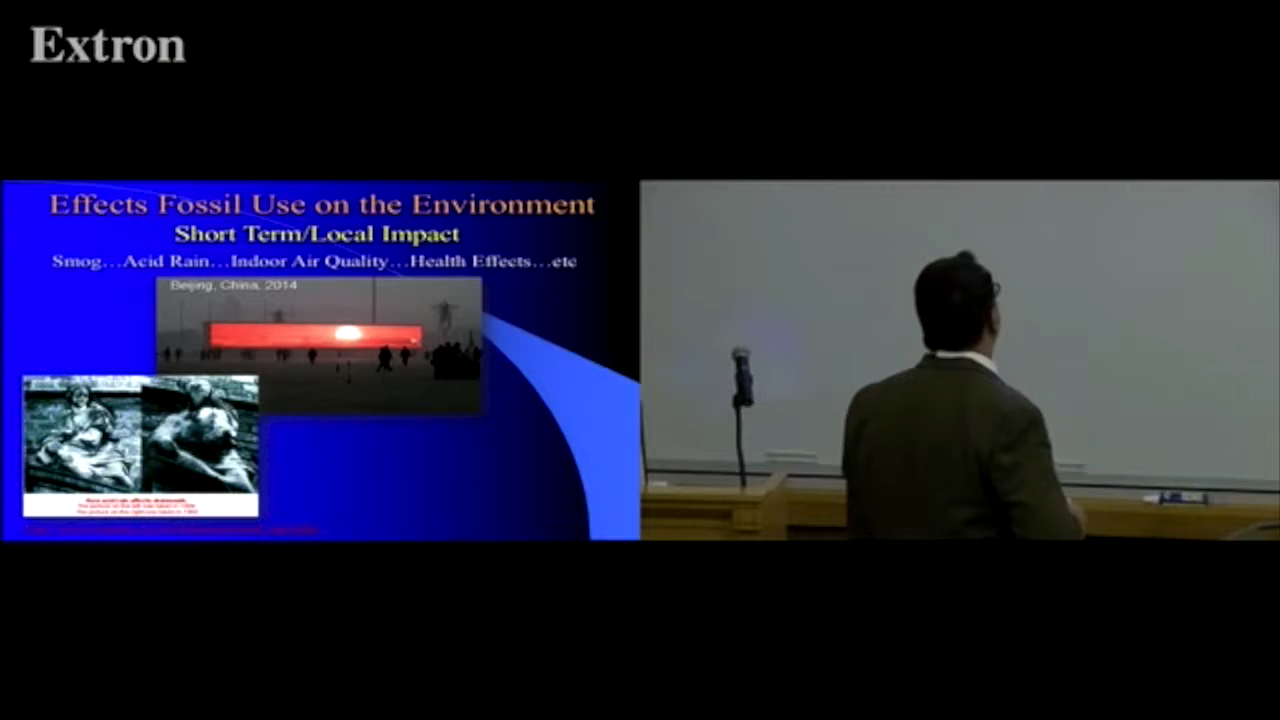 Extron
Effects Fossil Use on the Environment
Short Term/Local Impact
Smog…Acid Rain…Indoor Air Quality…Health Effects…etc
Beijing, China, 2014